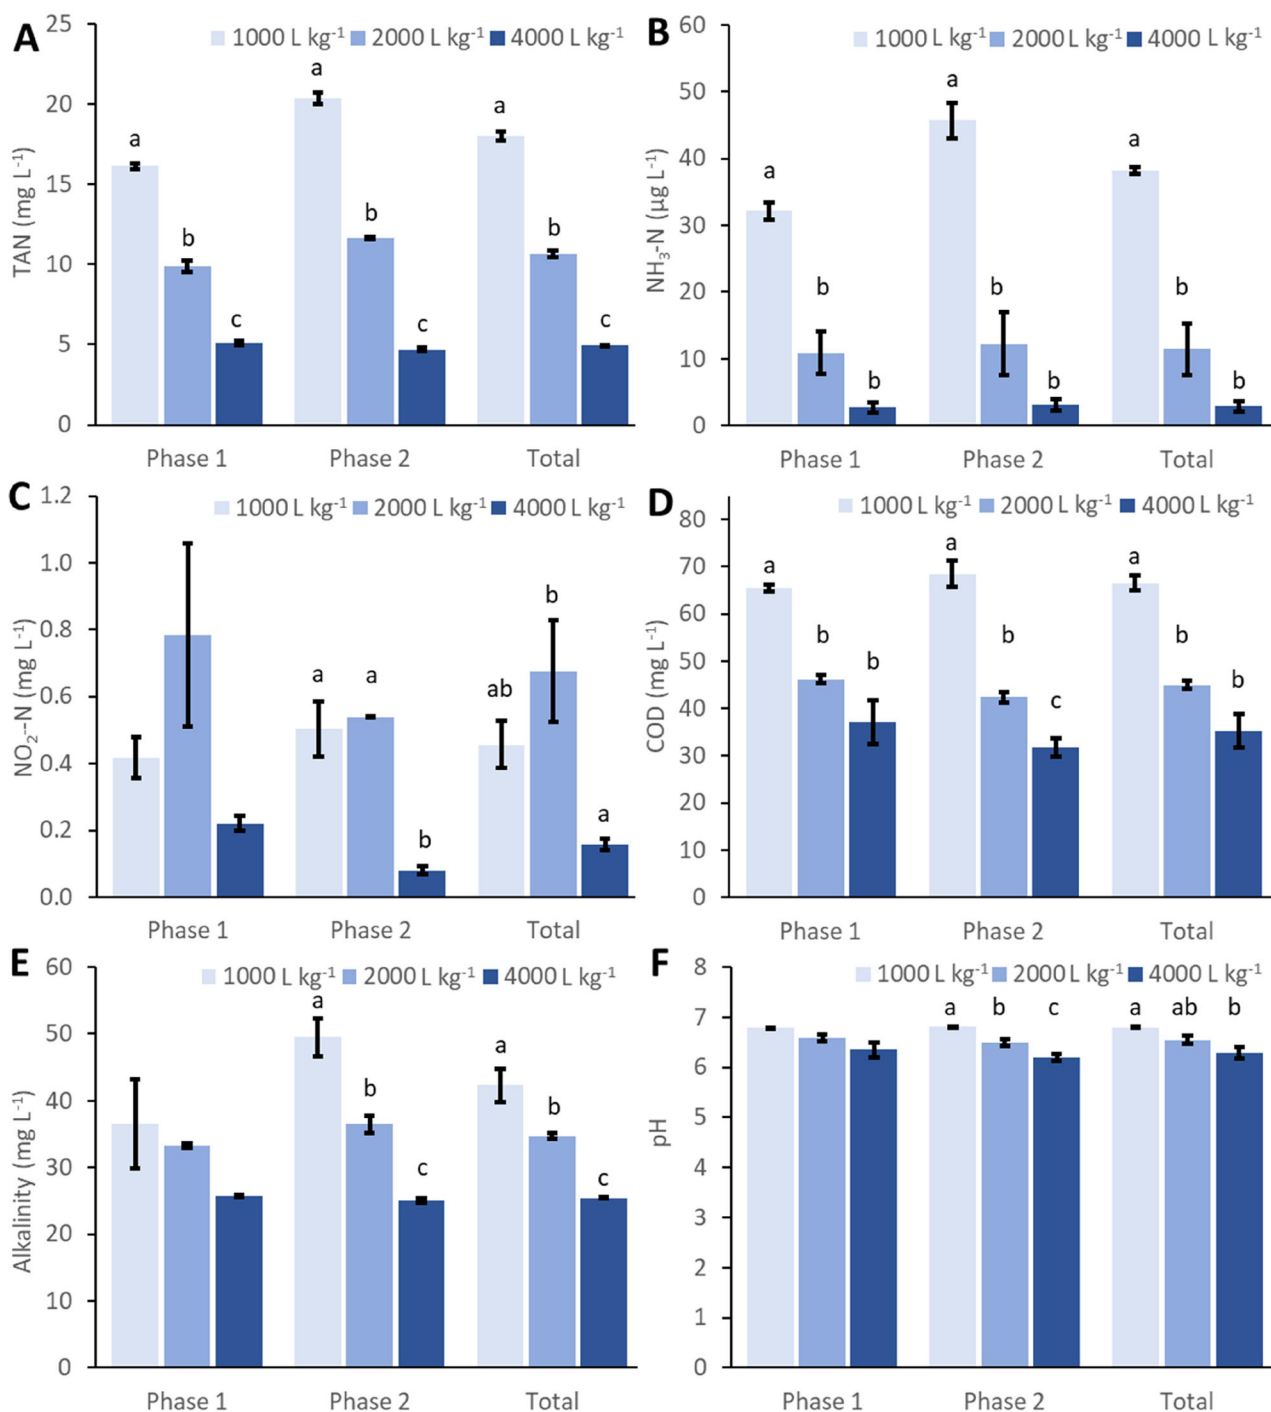 A
1000 L kg⁻¹ 2000 L kg⁻¹ 4000 L kg⁻¹
TAN (mg L⁻¹)
25
20
15
10
5
0
a
b
c
a
b
c
a
b
c
Phase 1 Phase 2 Total
B
1000 L kg⁻¹ 2000 L kg⁻¹ 4000 L kg⁻¹
NH₃-N (µg L⁻¹)
60
50
40
30
20
10
0
a
b
b
a
b
b
a
b
b
Phase 1 Phase 2 Total
C
1000 L kg⁻¹ 2000 L kg⁻¹ 4000 L kg⁻¹
NO₂--N (mg L⁻¹)
1.2
1.0
0.8
0.6
0.4
0.2
0.0
a
a
b
ab
b
a
Phase 1 Phase 2 Total
D
1000 L kg⁻¹ 2000 L kg⁻¹ 4000 L kg⁻¹
COD (mg L⁻¹)
80
70
60
50
40
30
20
10
0
a
b
b
a
b
c
a
b
b
Phase 1 Phase 2 Total
E
1000 L kg⁻¹ 2000 L kg⁻¹ 4000 L kg⁻¹
Alkalinity (mg L⁻¹)
60
50
40
30
20
10
0
a
b
c
a
b
c
Phase 1 Phase 2 Total
F
1000 L kg⁻¹ 2000 L kg⁻¹ 4000 L kg⁻¹
pH
8
7
6
5
4
3
2
1
0
a b c a ab b
Phase 1 Phase 2 Total